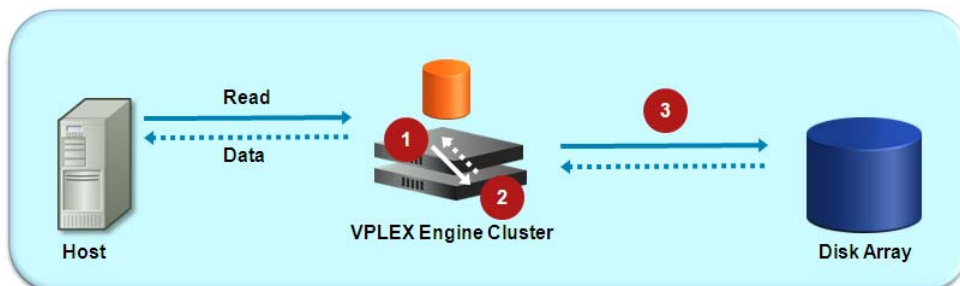 Read
Data
1
2
3
VPLEX Engine Cluster
Host
Disk Array